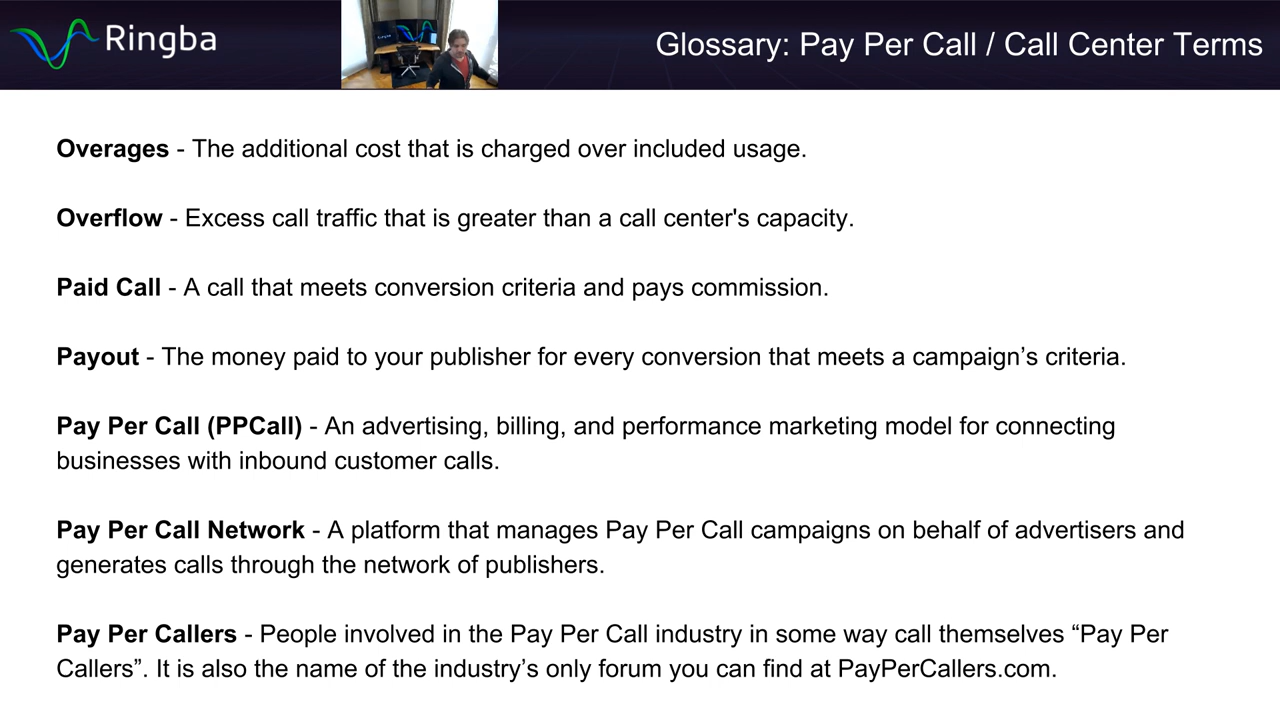 Ringba
Glossary: Pay Per Call / Call Center Terms
Overages - The additional cost that is charged over included usage.
Overflow - Excess call traffic that is greater than a call center's capacity.
Paid Call - A call that meets conversion criteria and pays commission.
Payout - The money paid to your publisher for every conversion that meets a campaign’s criteria.
Pay Per Call (PPCall) - An advertising, billing, and performance marketing model for connecting
businesses with inbound customer calls.
Pay Per Call Network - A platform that manages Pay Per Call campaigns on behalf of advertisers and
generates calls through the network of publishers.
Pay Per Callers - People involved in the Pay Per Call industry in some way call themselves “Pay Per
Callers”. It is also the name of the industry’s only forum you can find at PayPerCallers.com.